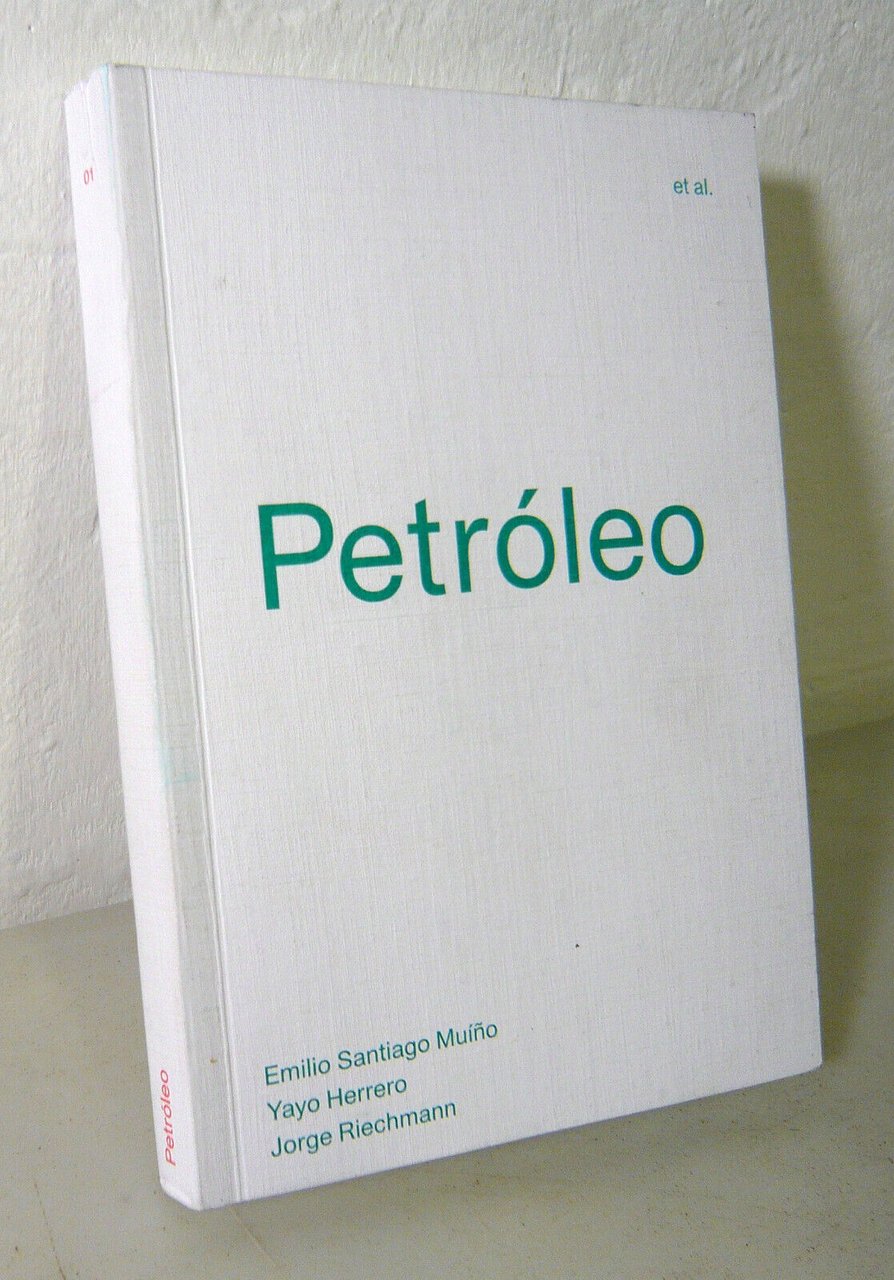 01
Petróleo
et al.
Petróleo
Emilio Santiago Muíño
Yayo Herrero
Jorge Riechmann